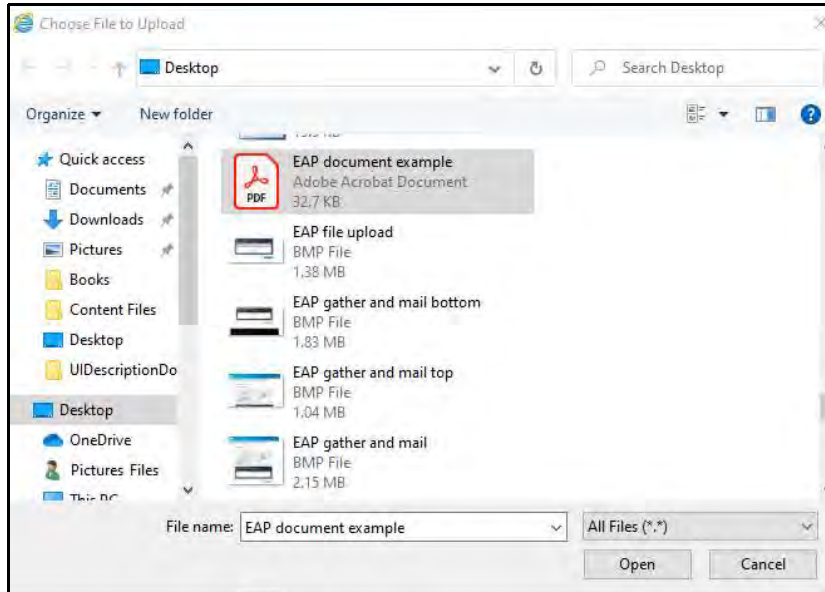 Choose File to Upload
Desktop
Search Desktop
Organize
New folder
Quick access
Documents
Downloads
Pictures
Books
Content Files
Desktop
UIDescriptionDo
Desktop
OneDrive
Pictures Files
This PC
EAP document example
Adobe Acrobat Document
32.7 KB
PDF
EAP file upload
BMP File
1.38 MB
EAP gather and mail bottom
BMP File
1.83 MB
EAP gather and mail top
BMP File
1.04 MB
EAP gather and mail
BMP File
2.15 MB
File name:
EAP document example
All Files (*.*)
Open
Cancel